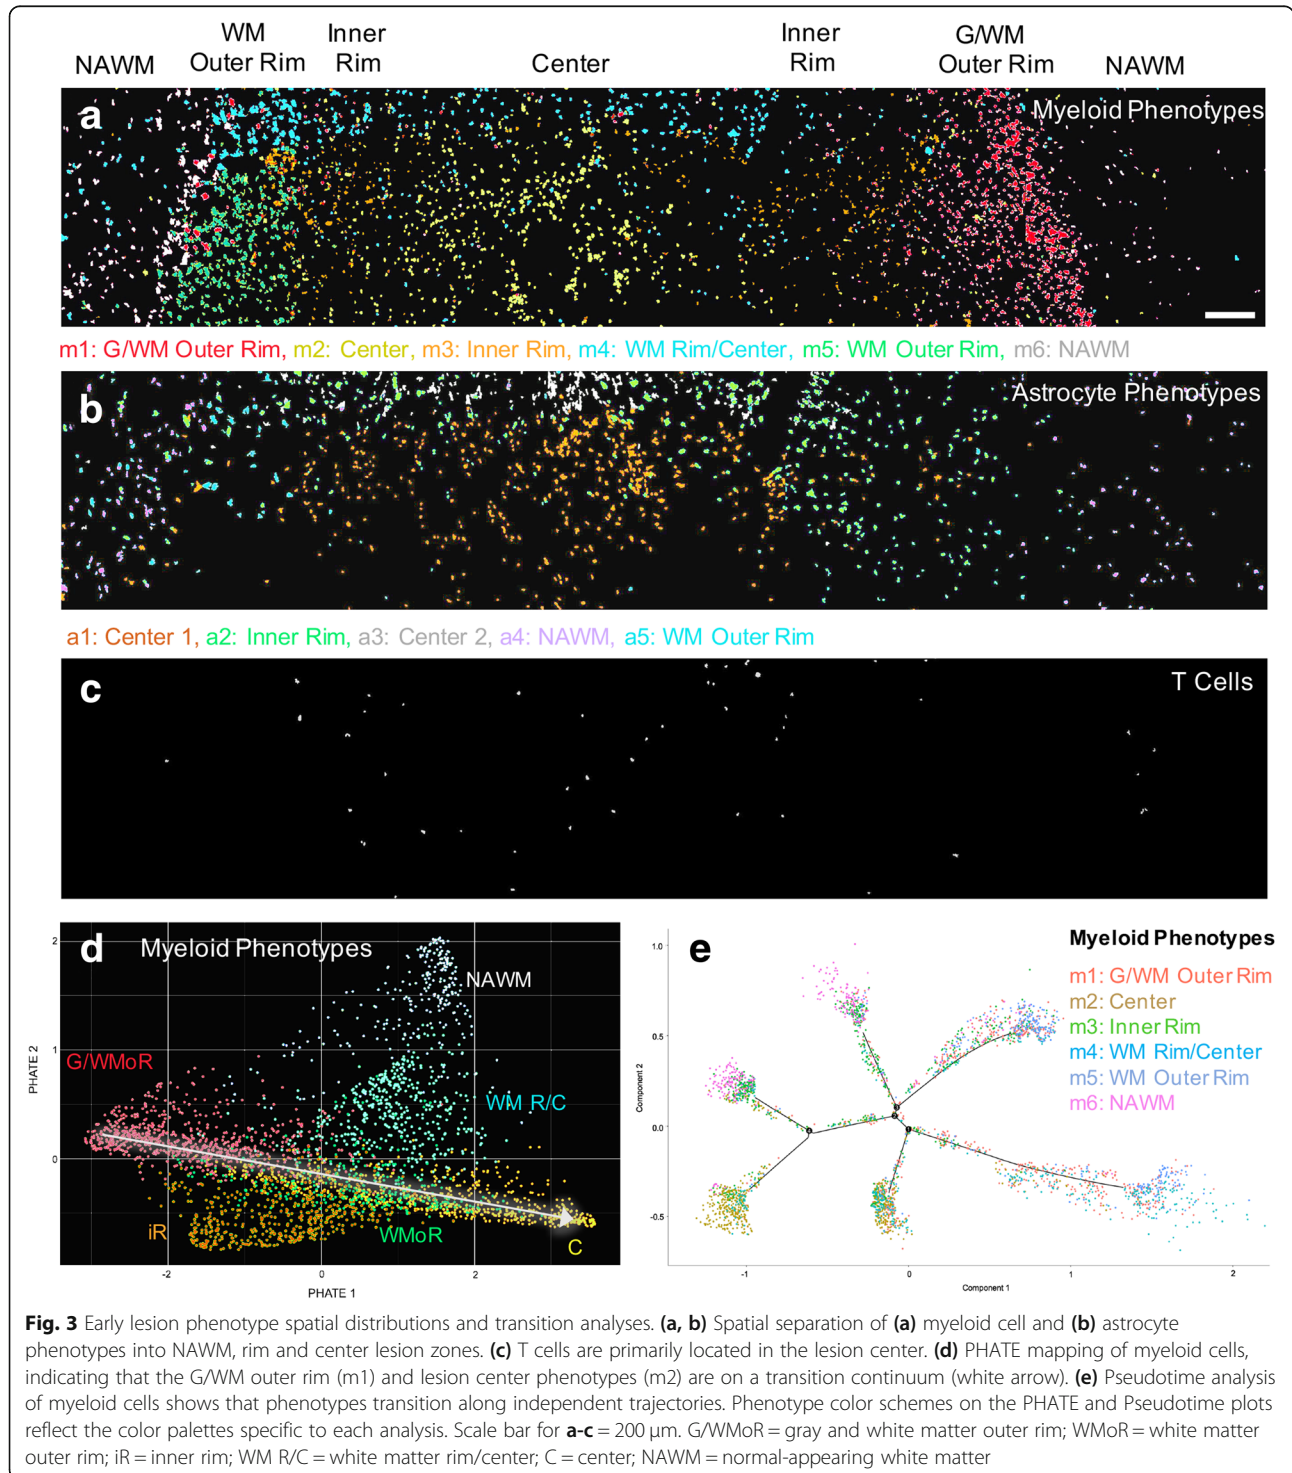 NAWM
WM
Outer Rim
Inner
Rim
Center
Inner
Rim
G/WM
Outer Rim
NAWM
a
Myeloid Phenotypes
m1: G/WM Outer Rim, m2: Center, m3: Inner Rim, m4: WM Rim/Center, m5: WM Outer Rim, m6: NAWM
b
Astrocyte Phenotypes
a1: Center 1, a2: Inner Rim, a3: Center 2, a4: NAWM, a5: WM Outer Rim
c
T Cells
d
Myeloid Phenotypes
NAWM
G/WMoR
WM R/C
iR
WMoR
C
2
1
0
PHATE 2
-2
0
2
PHATE 1
e
Myeloid Phenotypes
m1: G/WM Outer Rim
m2: Center
m3: Inner Rim
m4: WM Rim/Center
m5: WM Outer Rim
m6: NAWM
1.0
0.5
0.0
-0.5
Component 2
-1
0
1
2
Component 1
Fig. 3 Early lesion phenotype spatial distributions and transition analyses. (a, b) Spatial separation of (a) myeloid cell and (b) astrocyte
phenotypes into NAWM, rim and center lesion zones. (c) T cells are primarily located in the lesion center. (d) PHATE mapping of myeloid cells,
indicating that the G/WM outer rim (m1) and lesion center phenotypes (m2) are on a transition continuum (white arrow). (e) Pseudotime analysis
of myeloid cells shows that phenotypes transition along independent trajectories. Phenotype color schemes on the PHATE and Pseudotime plots
reflect the color palettes specific to each analysis. Scale bar for a-c = 200 μm. G/WMoR = gray and white matter outer rim; WMoR = white matter
outer rim; iR = inner rim; WM R/C = white matter rim/center; C = center; NAWM = normal-appearing white matter